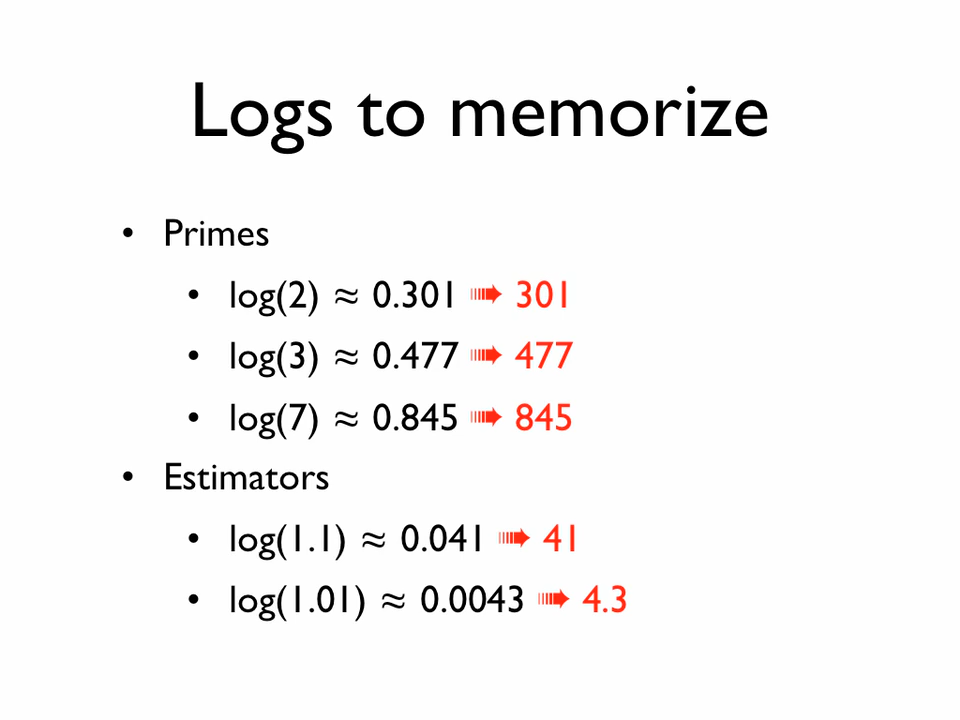 Logs to memorize
• Primes
• log(2) ≈ 0.301 ➠ 301
• log(3) ≈ 0.477 ➠ 477
• log(7) ≈ 0.845 ➠ 845
• Estimators
• log(1.1) ≈ 0.041 ➠ 41
• log(1.01) ≈ 0.0043 ➠ 4.3